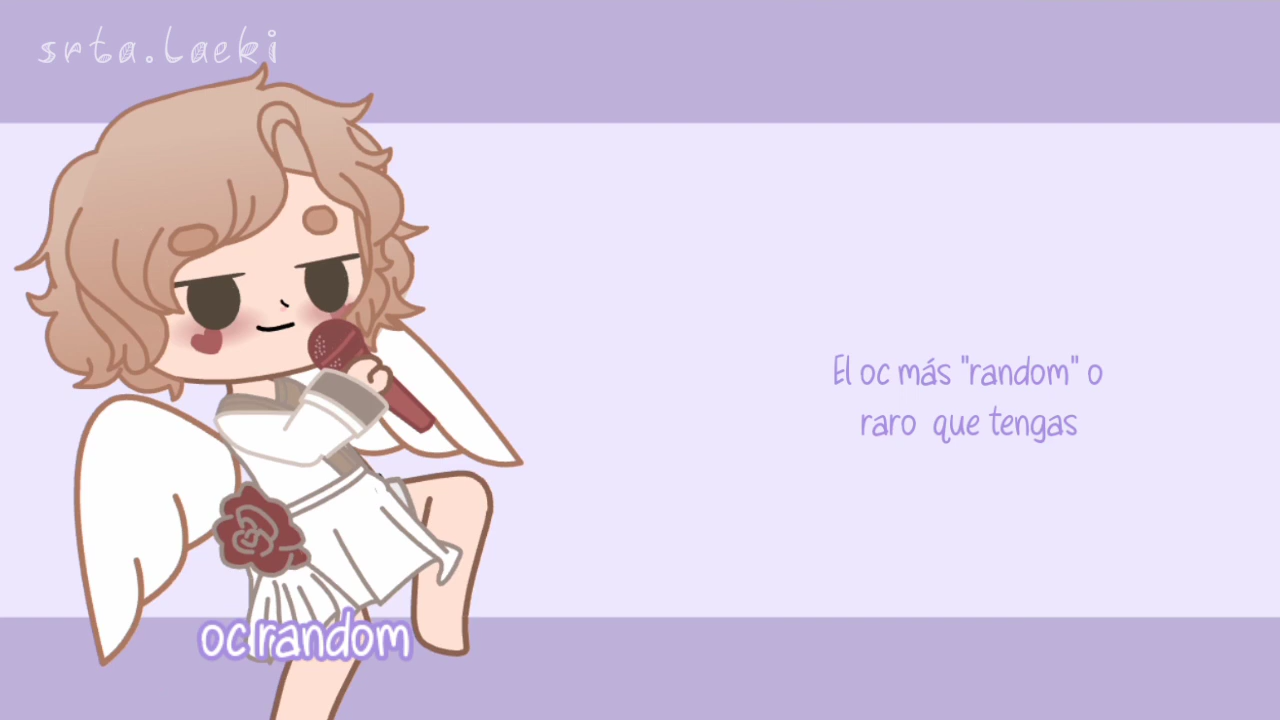 srta.laeki
El oc más "random" o
raro que tengas
oc random